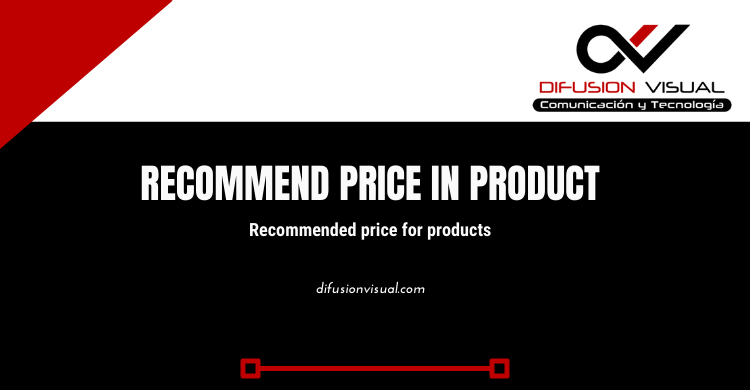 DIFUSION VISUAL
Comunicación y Tecnología
RECOMMEND PRICE IN PRODUCT
Recommended price for products
difusionvisual.com